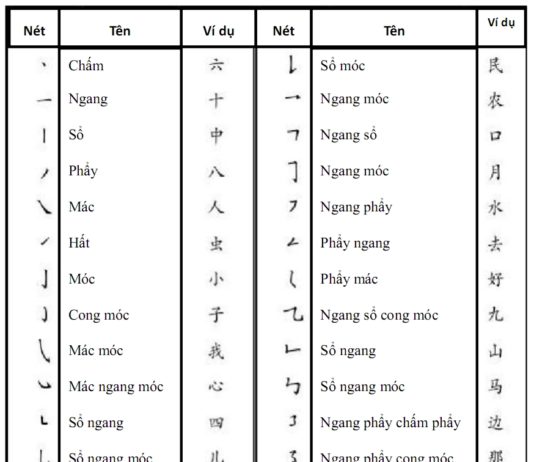 Nét Tên Ví dụ Nét Tên Ví dụ
丶 Chấm 六 Sổ móc 民
一 Ngang 十 乛 Ngang móc 农
丨 Sổ 中 ㇕ Ngang sổ 口
丿 Phẩy 八 ㇆ Ngang móc 月
㇏ Mác 人 ㇇ Ngang phẩy 水
㇀ Hất 虫 ㇜ Phẩy ngang 去
亅 Móc 小 ㇛ Phẩy mác 好
㇁ Cong móc 子 ㇈ Ngang sổ cong móc 九
㇂ Mác móc 我 ㇗ Sổ ngang 山
㇃ Mác ngang móc 心 ㇉ Sổ ngang móc 马
㇄ Sổ ngang 四 ㇋ Ngang phẩy chấm phẩy 边
㇟ Sổ ngang móc 儿 ㇌ Ngang phẩy cong móc 那